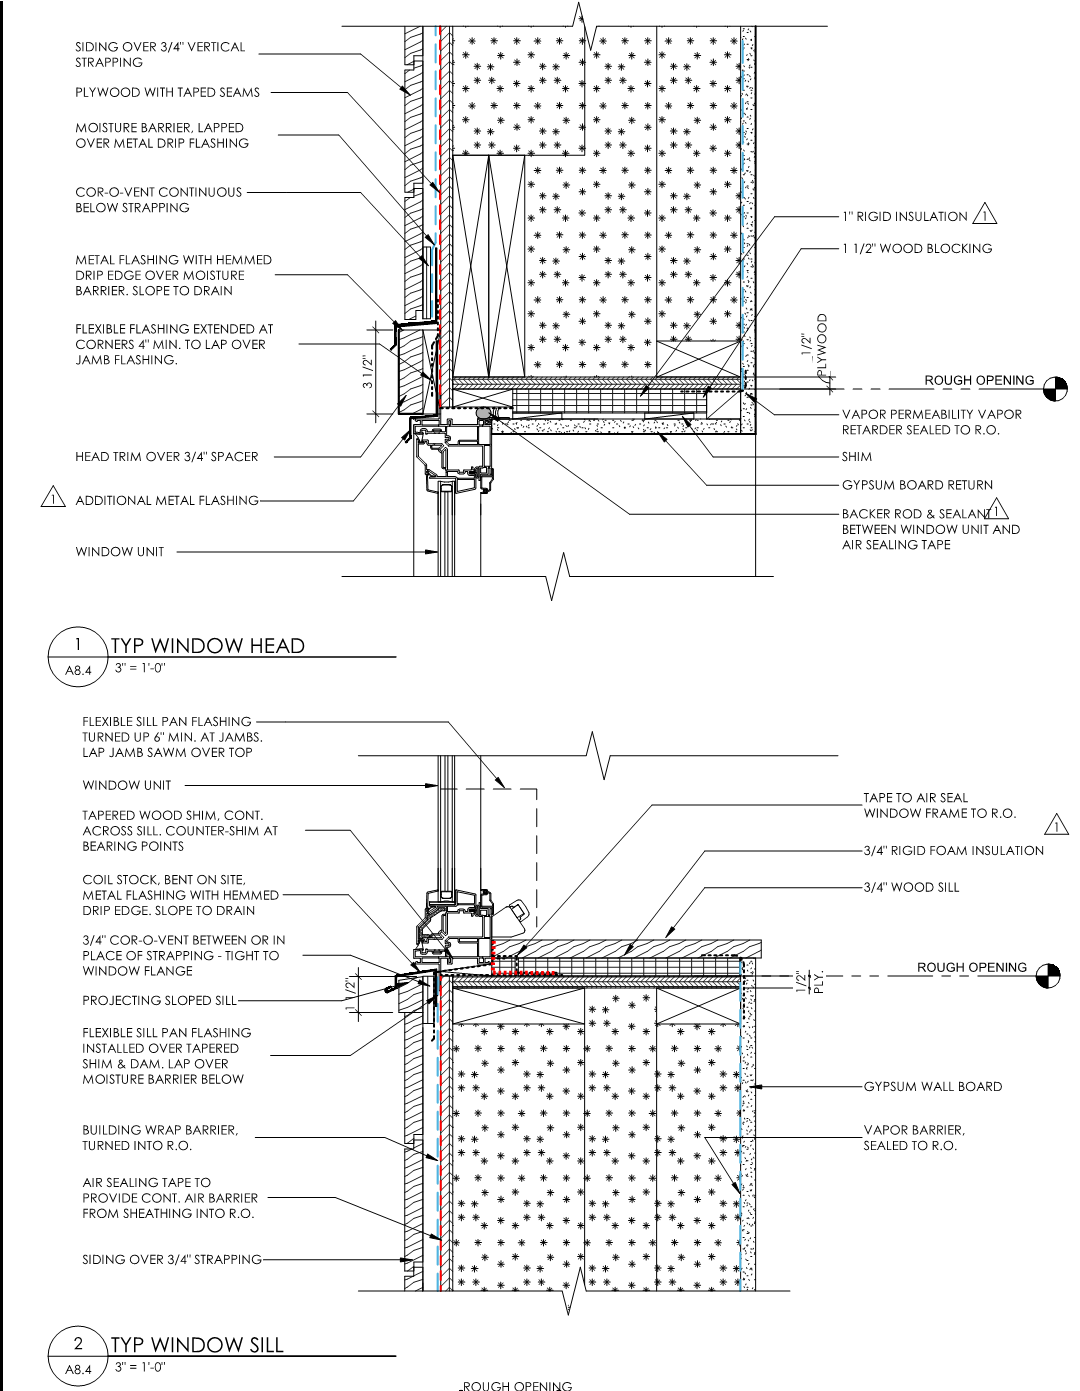 SIDING OVER 3/4" VERTICAL
STRAPPING
PLYWOOD WITH TAPED SEAMS
MOISTURE BARRIER, LAPPED
OVER METAL DRIP FLASHING
COR-O-VENT CONTINUOUS
BELOW STRAPPING
METAL FLASHING WITH HEMMED
DRIP EDGE OVER MOISTURE
BARRIER. SLOPE TO DRAIN
FLEXIBLE FLASHING EXTENDED AT
CORNERS 4" MIN. TO LAP OVER
JAMB FLASHING.
3 1/2"
HEAD TRIM OVER 3/4" SPACER
1
ADDITIONAL METAL FLASHING
WINDOW UNIT
1" RIGID INSULATION
1
1 1/2" WOOD BLOCKING
1/2"
PLYWOOD
ROUGH OPENING
VAPOR PERMEABILITY VAPOR
RETARDER SEALED TO R.O.
SHIM
GYPSUM BOARD RETURN
BACKER ROD & SEALANT
1
BETWEEN WINDOW UNIT AND
AIR SEALING TAPE
1
A8.4
TYP WINDOW HEAD
3" = 1'-0"
FLEXIBLE SILL PAN FLASHING
TURNED UP 6" MIN. AT JAMBS.
LAP JAMB SAWM OVER TOP
WINDOW UNIT
TAPERED WOOD SHIM, CONT.
ACROSS SILL. COUNTER-SHIM AT
BEARING POINTS
COIL STOCK, BENT ON SITE,
METAL FLASHING WITH HEMMED
DRIP EDGE. SLOPE TO DRAIN
3/4" COR-O-VENT BETWEEN OR IN
PLACE OF STRAPPING - TIGHT TO
WINDOW FLANGE
PROJECTING SLOPED SILL
1 1/2"
FLEXIBLE SILL PAN FLASHING
INSTALLED OVER TAPERED
SHIM & DAM. LAP OVER
MOISTURE BARRIER BELOW
BUILDING WRAP BARRIER,
TURNED INTO R.O.
AIR SEALING TAPE TO
PROVIDE CONT. AIR BARRIER
FROM SHEATHING INTO R.O.
SIDING OVER 3/4" STRAPPING
TAPE TO AIR SEAL
WINDOW FRAME TO R.O.
1
3/4" RIGID FOAM INSULATION
3/4" WOOD SILL
ROUGH OPENING
1/2"
PLY.
GYPSUM WALL BOARD
VAPOR BARRIER,
SEALED TO R.O.
2
A8.4
TYP WINDOW SILL
3" = 1'-0"
ROUGH OPENING